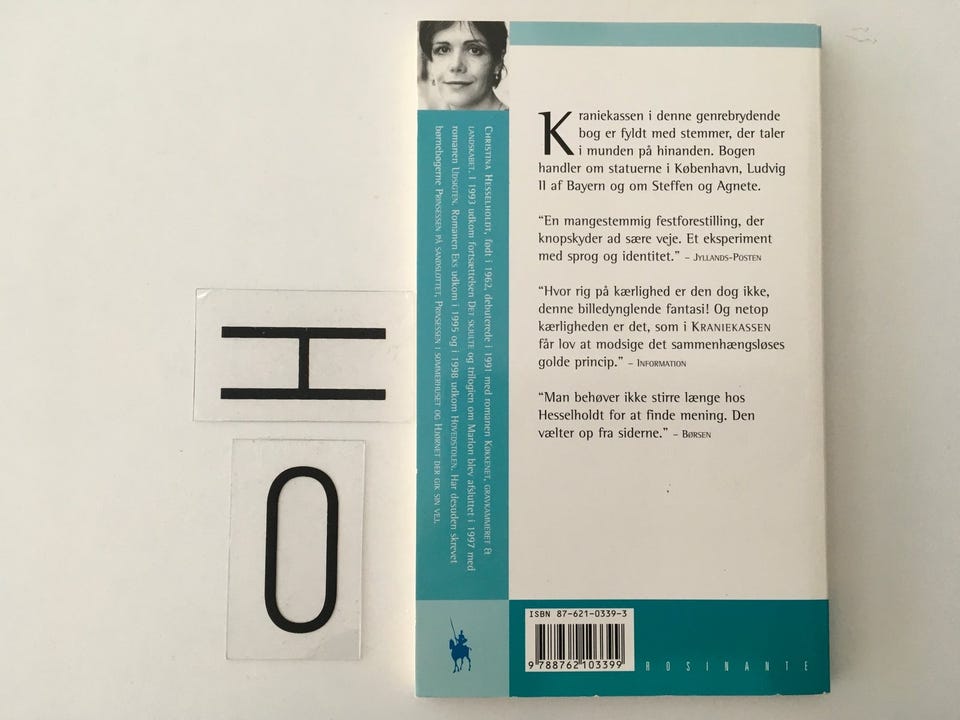 H
O
CHRISTINA HESSELHOLDT, født i 1962, debuterede i 1991 med romanen KØKKENET, GRAVKAMMERET &
LANDSKABET. I 1993 udkom fortsættelsen DET SKJULTE og trilogien om Marlon blev afsluttet i 1997 med
romanen UDSIGTEN. Romanen EKS udkom i 1995 og i 1998 udkom HOVEDSTOLEN. Har desuden skrevet
børnebøgerne PRINSESSEN PÅ SANDSLOTTET, PRINSESSEN I SOMMERHUSET OG HJØRNET DER GIK SIN VEJ.
Kraniekassen i denne genrebrydende
bog er fyldt med stemmer, der taler
i munden på hinanden. Bogen
handler om statuerne i København, Ludvig
II af Bayern og om Steffen og Agnete.
“En mangestemmig festforestilling, der
knopskyder ad sære veje. Et eksperiment
med sprog og identitet.” – JYLLANDS-POSTEN
“Hvor rig på kærlighed er den dog ikke,
denne billedynglende fantasi! Og netop
kærligheden er det, som i KRANIEKASSEN
får lov at modsige det sammenhængsløses
golde princip.” – INFORMATION
“Man behøver ikke stirre længe hos
Hesselholdt for at finde mening. Den
vælter op fra siderne.” – BØRSEN
ISBN 87-621-0339-3
9 788762 103399
ROSINANTE